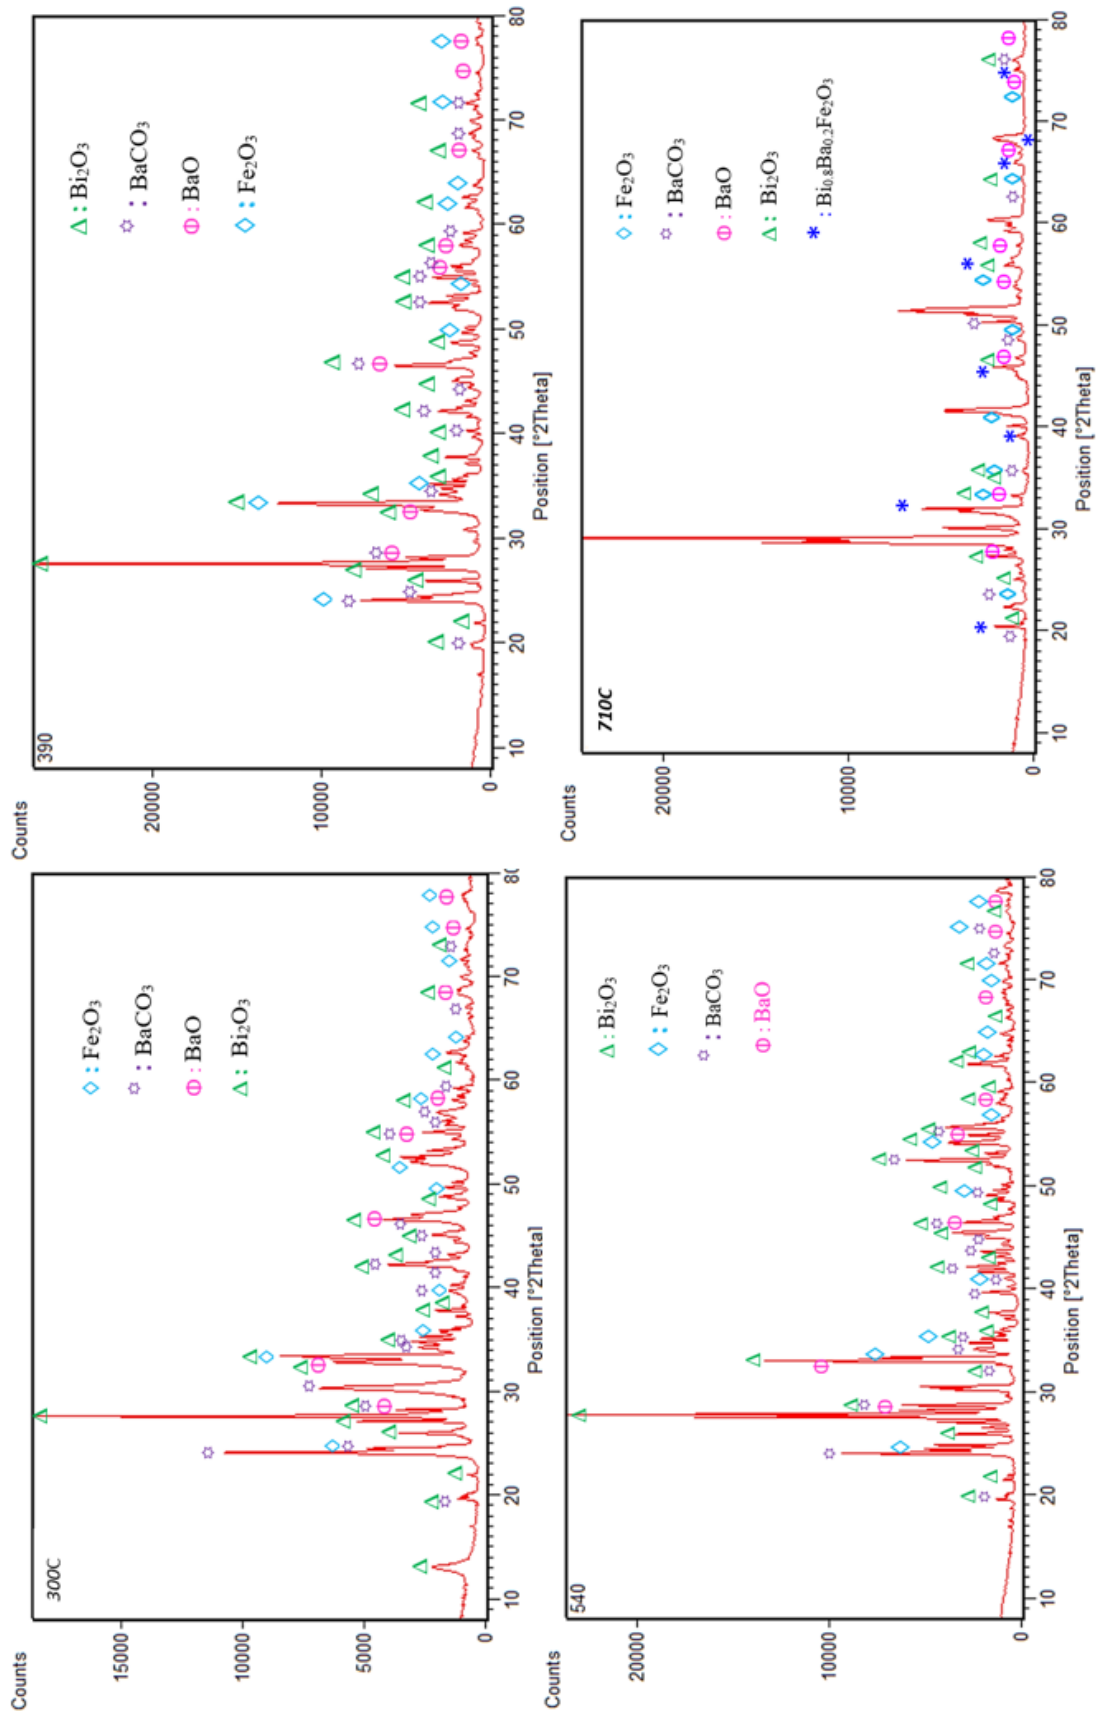 Counts
300C
15000
10000
5000
0
10 20 30 40 50 60 70 80
Position [°2Theta]
◇ : Fe₂O₃
✡ : BaCO₃
⊖ : BaO
△ : Bi₂O₃
Counts
390
20000
10000
0
10 20 30 40 50 60 70 80
Position [°2Theta]
△ : Bi₂O₃
✡ : BaCO₃
⊖ : BaO
◇ : Fe₂O₃
Counts
540
20000
10000
0
10 20 30 40 50 60 70 80
Position [°2Theta]
△ : Bi₂O₃
◇ : Fe₂O₃
✡ : BaCO₃
⊖ : BaO
Counts
710C
20000
10000
0
10 20 30 40 50 60 70 80
Position [°2Theta]
◇ : Fe₂O₃
✡ : BaCO₃
⊖ : BaO
△ : Bi₂O₃
* : Bi₀.₈Ba₀.₂Fe₂O₃